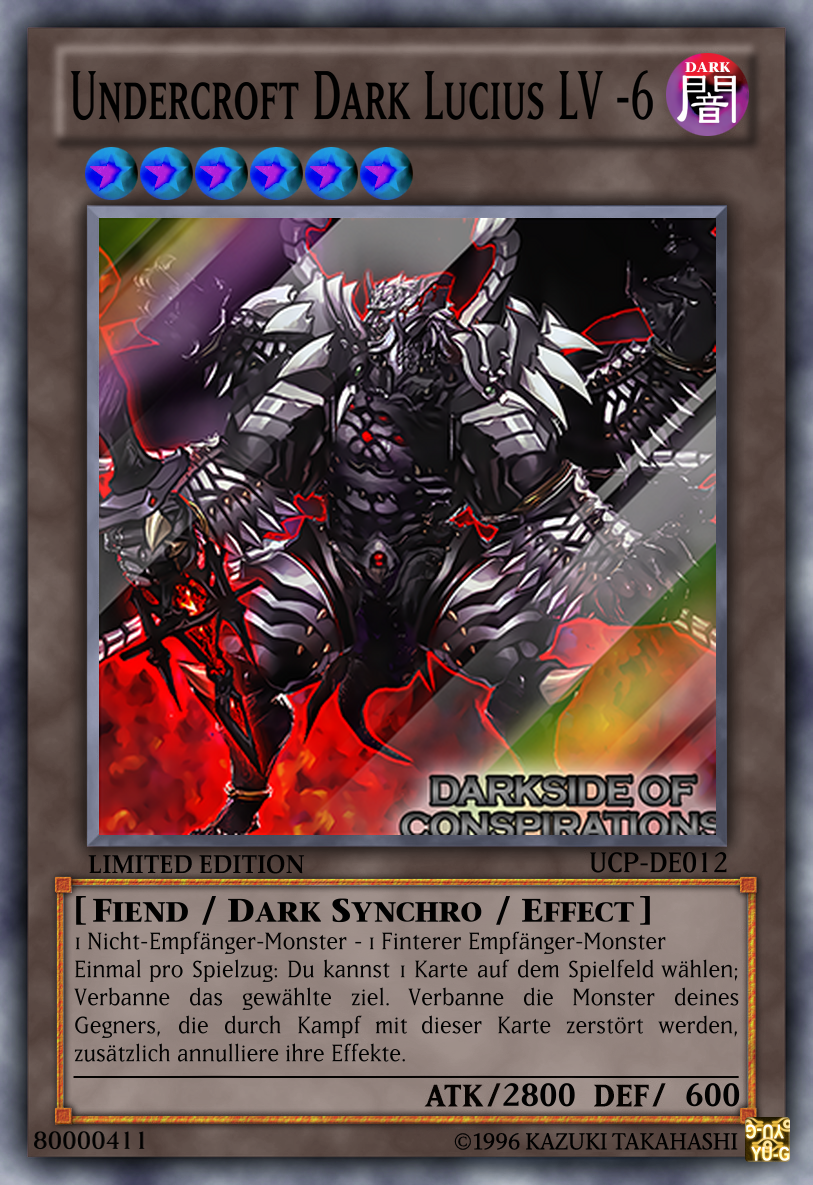 Undercroft Dark Lucius LV -6
DARK
闇
DARKSIDE OF
CONSPIRATIONS
LIMITED EDITION
UCP-DE012
[ Fiend / Dark Synchro / Effect ]
1 Nicht-Empfänger-Monster - 1 Finterer Empfänger-Monster
Einmal pro Spielzug: Du kannst 1 Karte auf dem Spielfeld wählen;
Verbanne das gewählte ziel. Verbanne die Monster deines
Gegners, die durch Kampf mit dieser Karte zerstört werden,
zusätzlich annulliere ihre Effekte.
ATK/2800 DEF/ 600
80000411
©1996 KAZUKI TAKAHASHI